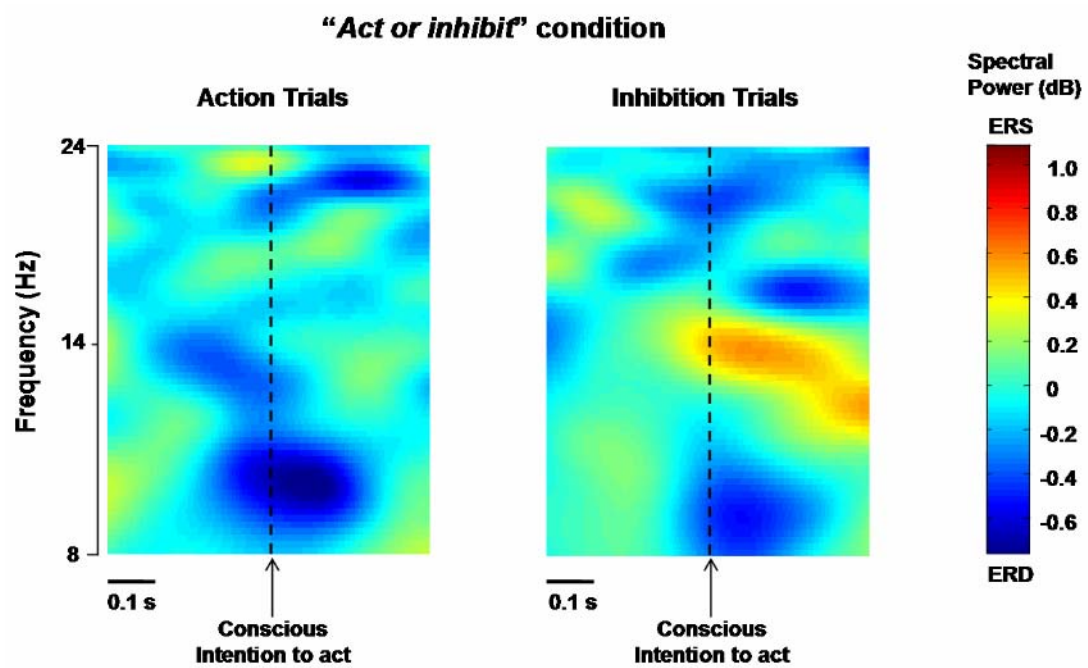 “Act or inhibit” condition
Action Trials
Inhibition Trials
Spectral
Power (dB)
ERS
24
14
8
Frequency (Hz)
1.0
0.8
0.6
0.4
0.2
0
-0.2
-0.4
-0.6
ERD
0.1 s
0.1 s
Conscious
Intention to act
Conscious
Intention to act